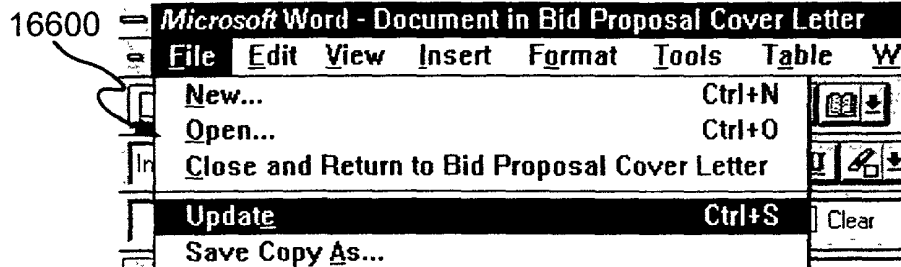 16600
Microsoft Word - Document in Bid Proposal Cover Letter
File Edit View Insert Format Tools Table W
New... Ctrl+N
Open... Ctrl+O
In
Close and Return to Bid Proposal Cover Letter
Update Ctrl+S
Clear
Save Copy As...